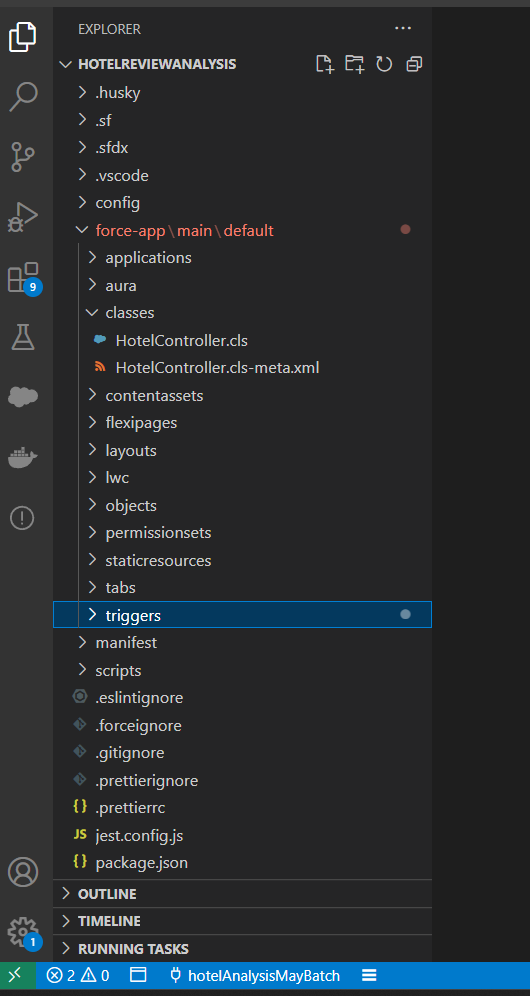 EXPLORER
HOTELREVIEWANALYSIS
.husky
.sf
.sfdx
.vscode
config
force-app\main\default
applications
aura
classes
HotelController.cls
HotelController.cls-meta.xml
contentassets
flexipages
layouts
lwc
objects
permissionsets
staticresources
tabs
triggers
manifest
scripts
.eslintignore
.forceignore
.gitignore
.prettierignore
{} .prettierrc
JS jest.config.js
{} package.json
OUTLINE
TIMELINE
RUNNING TASKS
9
1
2 0 hotelAnalysisMayBatch